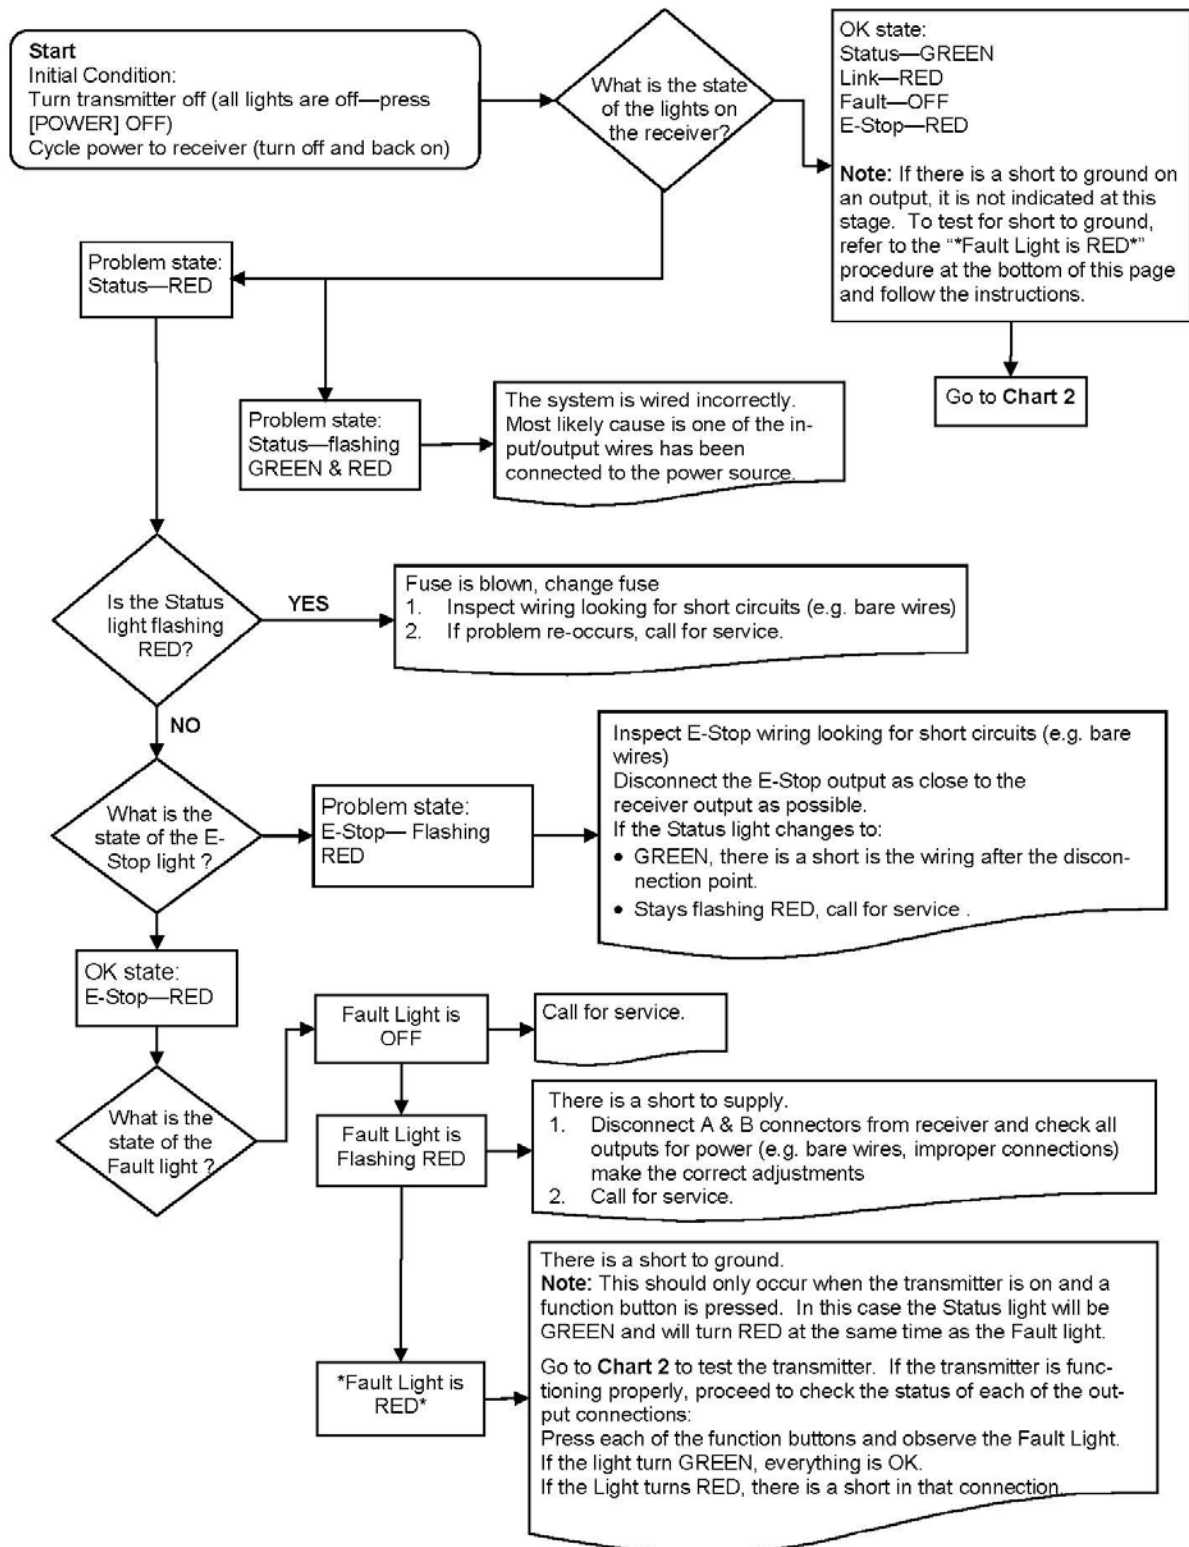 Start
Initial Condition:
Turn transmitter off (all lights are off—press
[POWER] OFF)
Cycle power to receiver (turn off and back on)
What is the state
of the lights on
the receiver?
OK state:
Status—GREEN
Link—RED
Fault—OFF
E-Stop—RED
Note: If there is a short to ground on
an output, it is not indicated at this
stage. To test for short to ground,
refer to the “*Fault Light is RED*”
procedure at the bottom of this page
and follow the instructions.
Go to Chart 2
Problem state:
Status—RED
Problem state:
Status—flashing
GREEN & RED
The system is wired incorrectly.
Most likely cause is one of the in-
put/output wires has been
connected to the power source.
Is the Status
light flashing
RED?
YES
Fuse is blown, change fuse
1. Inspect wiring looking for short circuits (e.g. bare wires)
2. If problem re-occurs, call for service.
NO
What is the
state of the E-
Stop light ?
Problem state:
E-Stop— Flashing
RED
Inspect E-Stop wiring looking for short circuits (e.g. bare
wires)
Disconnect the E-Stop output as close to the
receiver output as possible.
If the Status light changes to:
• GREEN, there is a short is the wiring after the discon-
nection point.
• Stays flashing RED, call for service .
OK state:
E-Stop—RED
What is the
state of the
Fault light ?
Fault Light is
OFF
Call for service.
Fault Light is
Flashing RED
There is a short to supply.
1. Disconnect A & B connectors from receiver and check all
outputs for power (e.g. bare wires, improper connections)
make the correct adjustments
2. Call for service.
*Fault Light is
RED*
There is a short to ground.
Note: This should only occur when the transmitter is on and a
function button is pressed. In this case the Status light will be
GREEN and will turn RED at the same time as the Fault light.
Go to Chart 2 to test the transmitter. If the transmitter is func-
tioning properly, proceed to check the status of each of the out-
put connections:
Press each of the function buttons and observe the Fault Light.
If the light turn GREEN, everything is OK.
If the Light turns RED, there is a short in that connection.